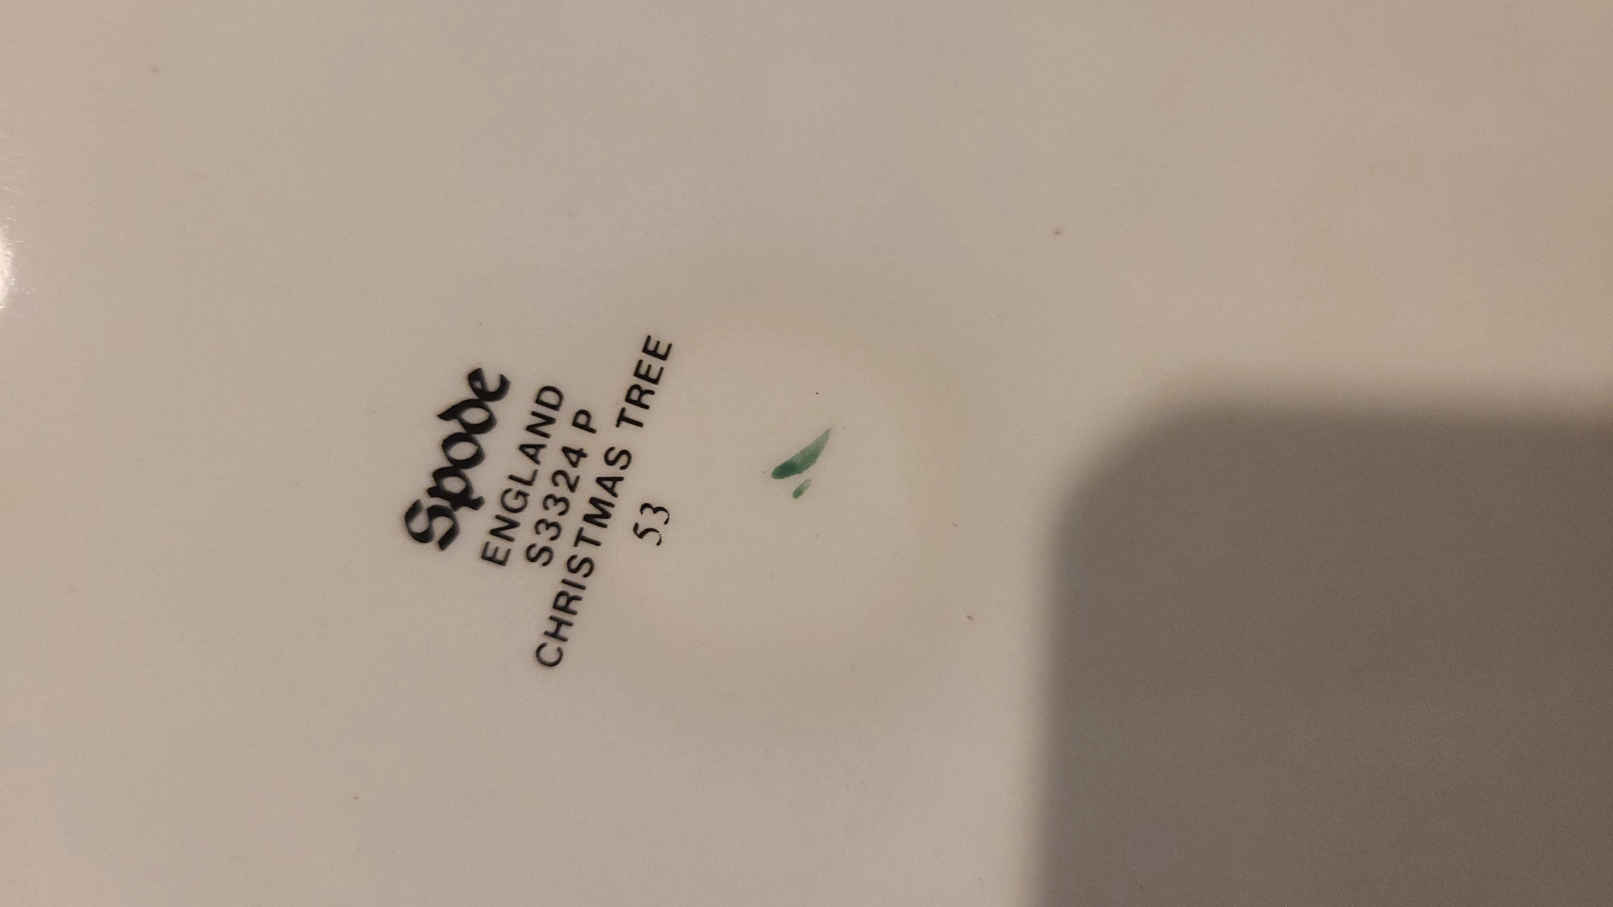 Spode
ENGLAND
S3324 P
CHRISTMAS TREE
53